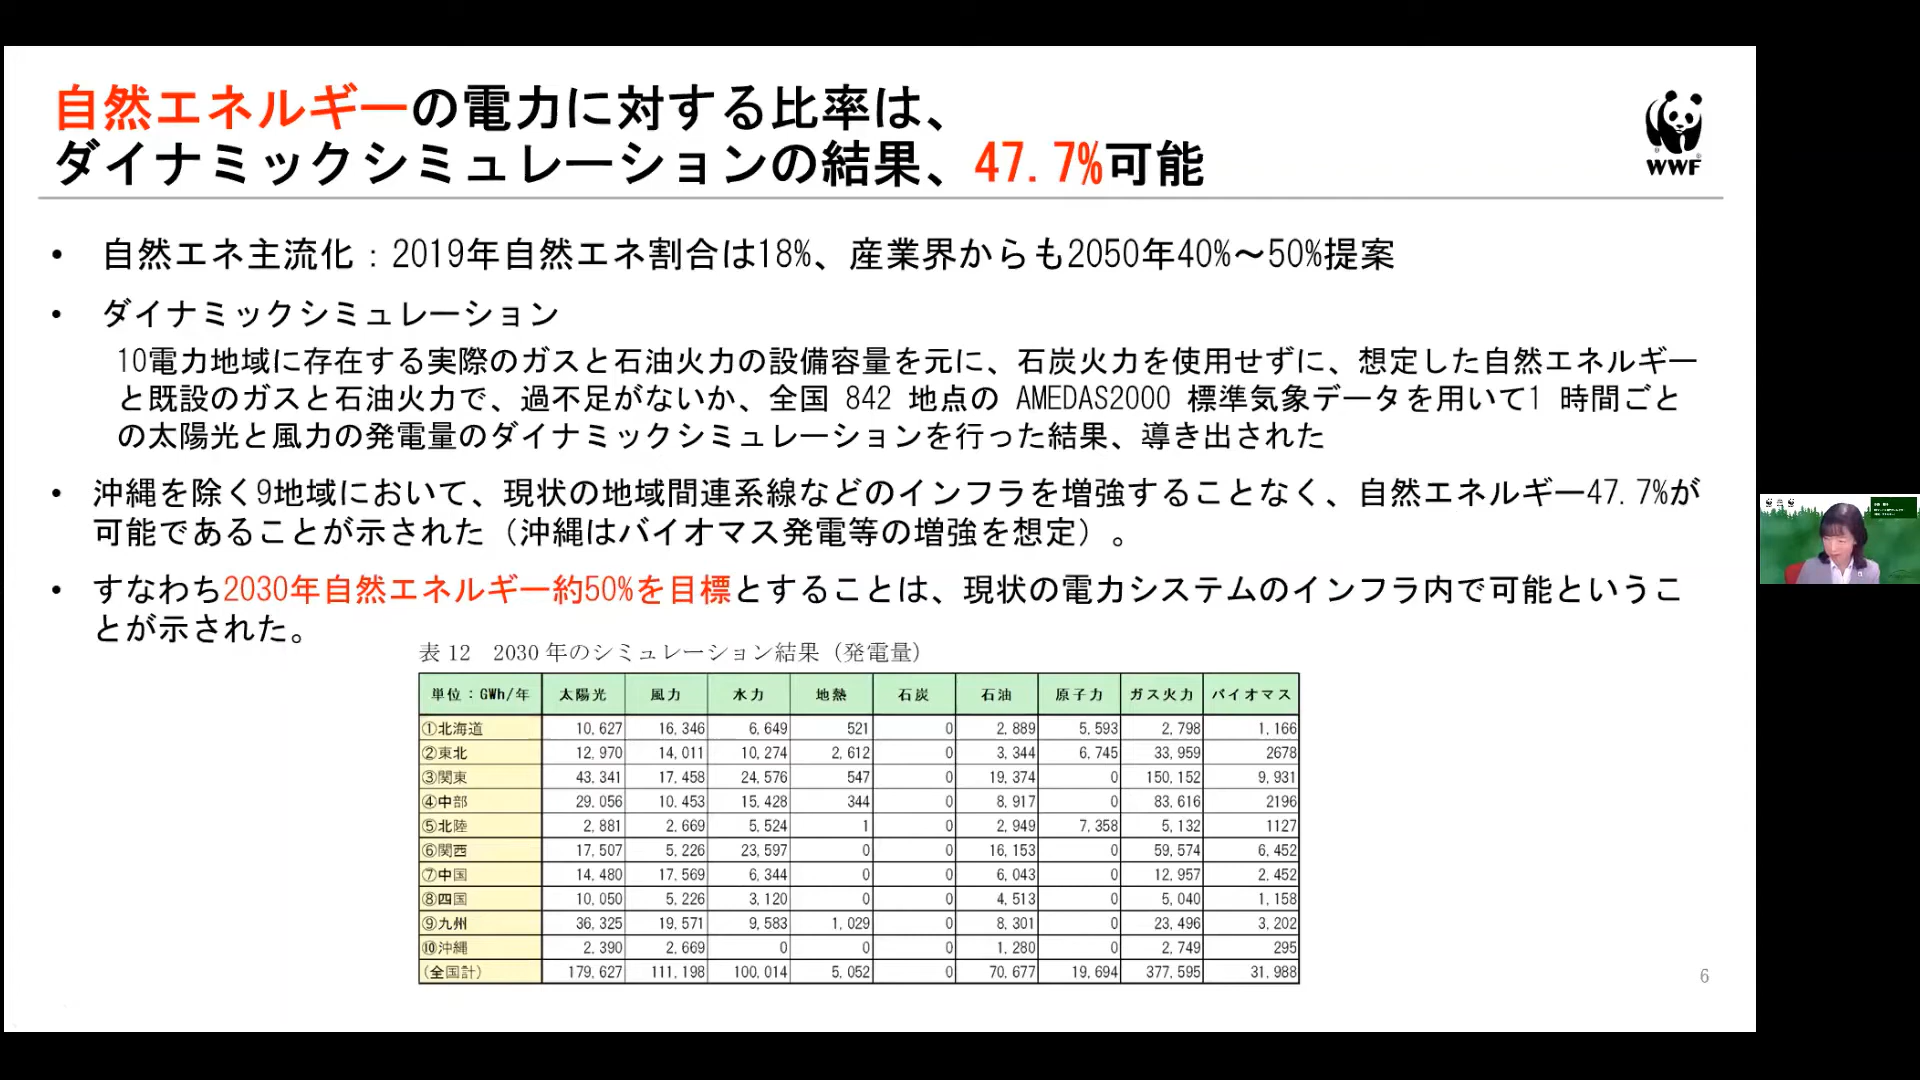 自然エネルギーの電力に対する比率は、
ダイナミックシミュレーションの結果、47.7%可能
WWF
• 自然エネ主流化：2019年自然エネ割合は18%、産業界からも2050年40%～50%提案
• ダイナミックシミュレーション
10電力地域に存在する実際のガスと石油火力の設備容量を元に、石炭火力を使用せずに、想定した自然エネルギー
と既設のガスと石油火力で、過不足がないか、全国 842 地点の AMEDAS2000 標準気象データを用いて1 時間ごと
の太陽光と風力の発電量のダイナミックシミュレーションを行った結果、導き出された
• 沖縄を除く9地域において、現状の地域間連系線などのインフラを増強することなく、自然エネルギー47.7%が
可能であることが示された（沖縄はバイオマス発電等の増強を想定）。
• すなわち2030年自然エネルギー約50%を目標とすることは、現状の電力システムのインフラ内で可能というこ
とが示された。
表 12　2030 年のシミュレーション結果（発電量）
単位：GWh/年 太陽光 風力 水力 地熱 石炭 石油 原子力 ガス火力 バイオマス
①北海道 10,627 16,346 6,649 521 0 2,889 5,593 2,798 1,166
②東北 12,970 14,011 10,274 2,612 0 3,344 6,745 33,959 2678
③関東 43,341 17,458 24,576 547 0 19,374 0 150,152 9,931
④中部 29,056 10,453 15,428 344 0 8,917 0 83,616 2196
⑤北陸 2,881 2,669 5,524 1 0 2,949 7,358 5,132 1127
⑥関西 17,507 5,226 23,597 0 0 16,153 0 59,574 6,452
⑦中国 14,480 17,569 6,344 0 0 6,043 0 12,957 2,452
⑧四国 10,050 5,226 3,120 0 0 4,513 0 5,040 1,158
⑨九州 36,325 19,571 9,583 1,029 0 8,301 0 23,496 3,202
⑩沖縄 2,390 2,669 0 0 0 1,280 0 2,749 295
（全国計） 179,627 111,198 100,014 5,052 0 70,677 19,694 377,595 31,988
6